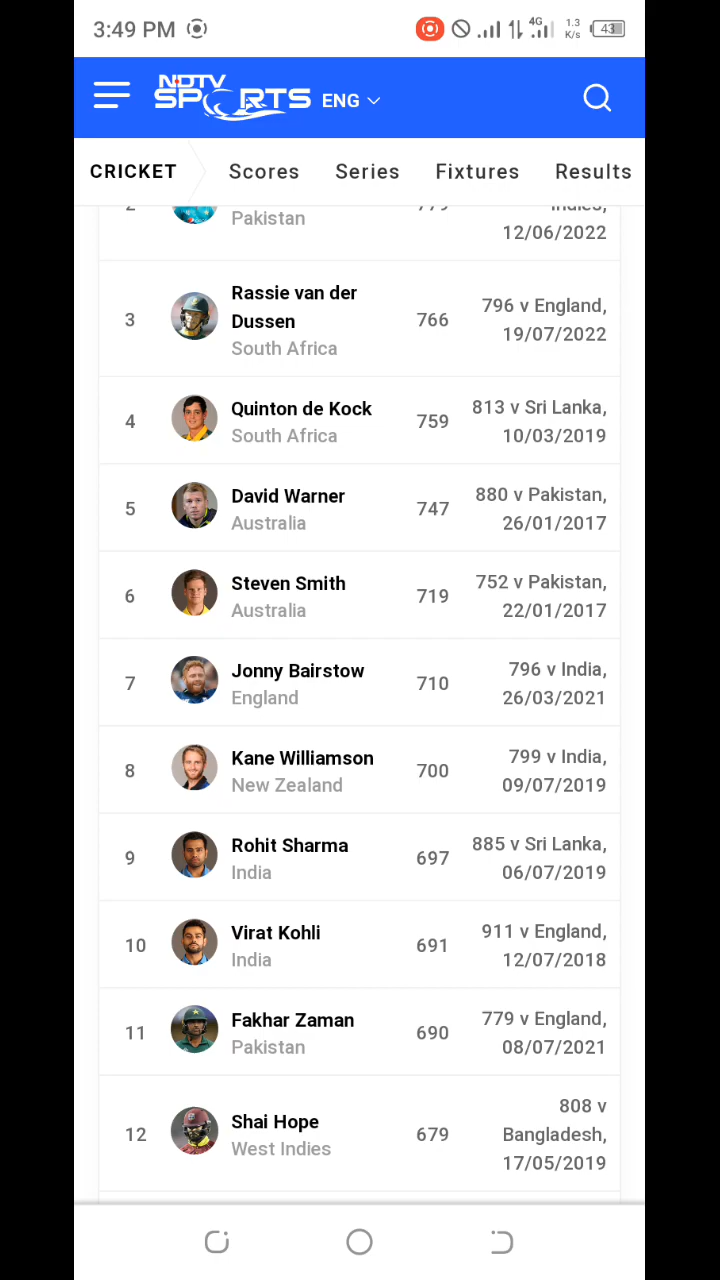 3:49 PM
4G
1.3
K/s
43
NDTV
SPORTS ENG
CRICKET Scores Series Fixtures Results
Pakistan
12/06/2022
3 Rassie van der Dussen 766 796 v England,
South Africa 19/07/2022
4 Quinton de Kock 759 813 v Sri Lanka,
South Africa 10/03/2019
5 David Warner 747 880 v Pakistan,
Australia 26/01/2017
6 Steven Smith 719 752 v Pakistan,
Australia 22/01/2017
7 Jonny Bairstow 710 796 v India,
England 26/03/2021
8 Kane Williamson 700 799 v India,
New Zealand 09/07/2019
9 Rohit Sharma 697 885 v Sri Lanka,
India 06/07/2019
10 Virat Kohli 691 911 v England,
India 12/07/2018
11 Fakhar Zaman 690 779 v England,
Pakistan 08/07/2021
12 Shai Hope 679 808 v
West Indies Bangladesh,
17/05/2019